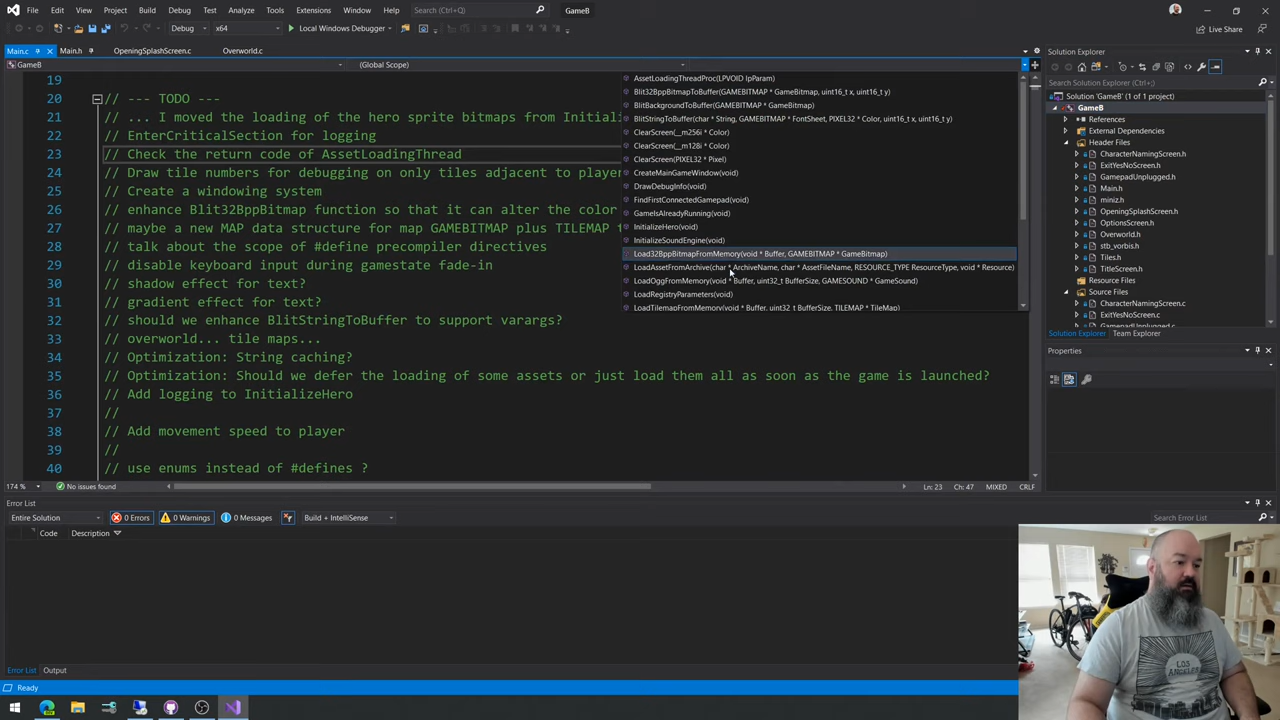 File Edit View Project Build Debug Test Analyze Tools Extensions Window Help Search (Ctrl+Q) GameB
Debug x64 Local Windows Debugger Live Share
Main.c Main.h OpeningSplashScreen.c Overworld.c
GameB (Global Scope)
19
20 // --- TODO ---
21 // ... I moved the loading of the hero sprite bitmaps from Initiali
22 // EnterCriticalSection for logging
23 // Check the return code of AssetLoadingThread
24 // Draw tile numbers for debugging on only tiles adjacent to player
25 // Create a windowing system
26 // enhance Blit32BppBitmap function so that it can alter the color
27 // maybe a new MAP data structure for map GAMEBITMAP plus TILEMAP
28 // talk about the scope of #define precompiler directives
29 // disable keyboard input during gamestate fade-in
30 // shadow effect for text?
31 // gradient effect for text?
32 // should we enhance BlitStringToBuffer to support varargs?
33 // overworld... tile maps...
34 // Optimization: String caching?
35 // Optimization: Should we defer the loading of some assets or just load them all as soon as the game is launched?
36 // Add logging to InitializeHero
37 //
38 // Add movement speed to player
39 //
40 // use enums instead of #defines ?
AssetLoadingThreadProc(LPVOID lpParam)
Blit32BppBitmapToBuffer(GAMEBITMAP * GameBitmap, uint16_t x, uint16_t y)
BlitBackgroundToBuffer(GAMEBITMAP * GameBitmap)
BlitStringToBuffer(char * String, GAMEBITMAP * FontSheet, PIXEL32 * Color, uint16_t x, uint16_t y)
ClearScreen(__m256i * Color)
ClearScreen(__m128i * Color)
ClearScreen(PIXEL32 * Pixel)
CreateMainGameWindow(void)
DrawDebugInfo(void)
FindFirstConnectedGamepad(void)
GameIsAlreadyRunning(void)
InitializeHero(void)
InitializeSoundEngine(void)
Load32BppBitmapFromMemory(void * Buffer, GAMEBITMAP * GameBitmap)
LoadAssetFromArchive(char * ArchiveName, char * AssetFileName, RESOURCE_TYPE ResourceType, void * Resource)
LoadOggFromMemory(void * Buffer, uint32_t BufferSize, GAMESOUND * GameSound)
LoadRegistryParameters(void)
LoadTilemapFromMemory(void * Buffer, uint32_t BufferSize, TILEMAP * TileMap)
174 % No issues found Ln: 23 Ch: 47 MIXED CRLF
Error List
Entire Solution 0 Errors 0 Warnings 0 Messages Build + IntelliSense Search Error List
Code Description
Error List Output
Ready
Solution Explorer
Search Solution Explorer (Ctrl+;)
Solution 'GameB' (1 of 1 project)
GameB
References
External Dependencies
Header Files
CharacterNamingScreen.h
ExitYesNoScreen.h
GamepadUnplugged.h
Main.h
miniz.h
OpeningSplashScreen.h
OptionsScreen.h
Overworld.h
stb_vorbis.h
Tiles.h
TitleScreen.h
Resource Files
Source Files
CharacterNamingScreen.c
ExitYesNoScreen.c
GamepadUnplugged.c
Solution Explorer Team Explorer
Properties
LOS
ANGELES